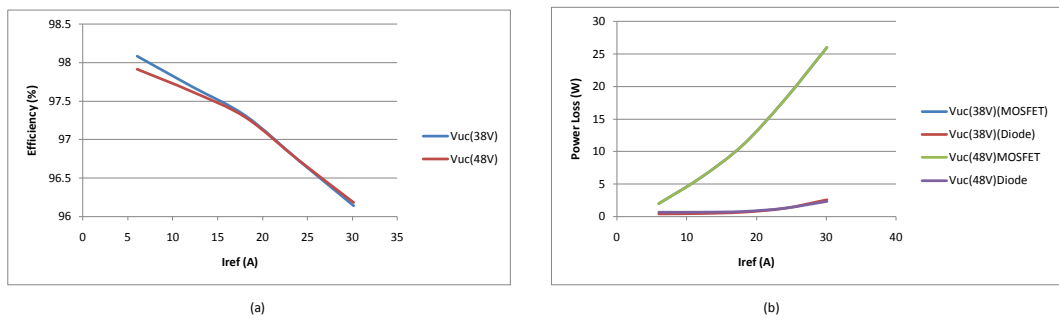 98.5
98
97.5
97
96.5
96
Efficiency (%)
0 5 10 15 20 25 30 35
Iref (A)
Vuc(38V)
Vuc(48V)
(a)
30
25
20
15
10
5
0
Power Loss (W)
0 10 20 30 40
Iref (A)
Vuc(38V)(MOSFET)
Vuc(38V)(Diode)
Vuc(48V)MOSFET
Vuc(48V)Diode
(b)